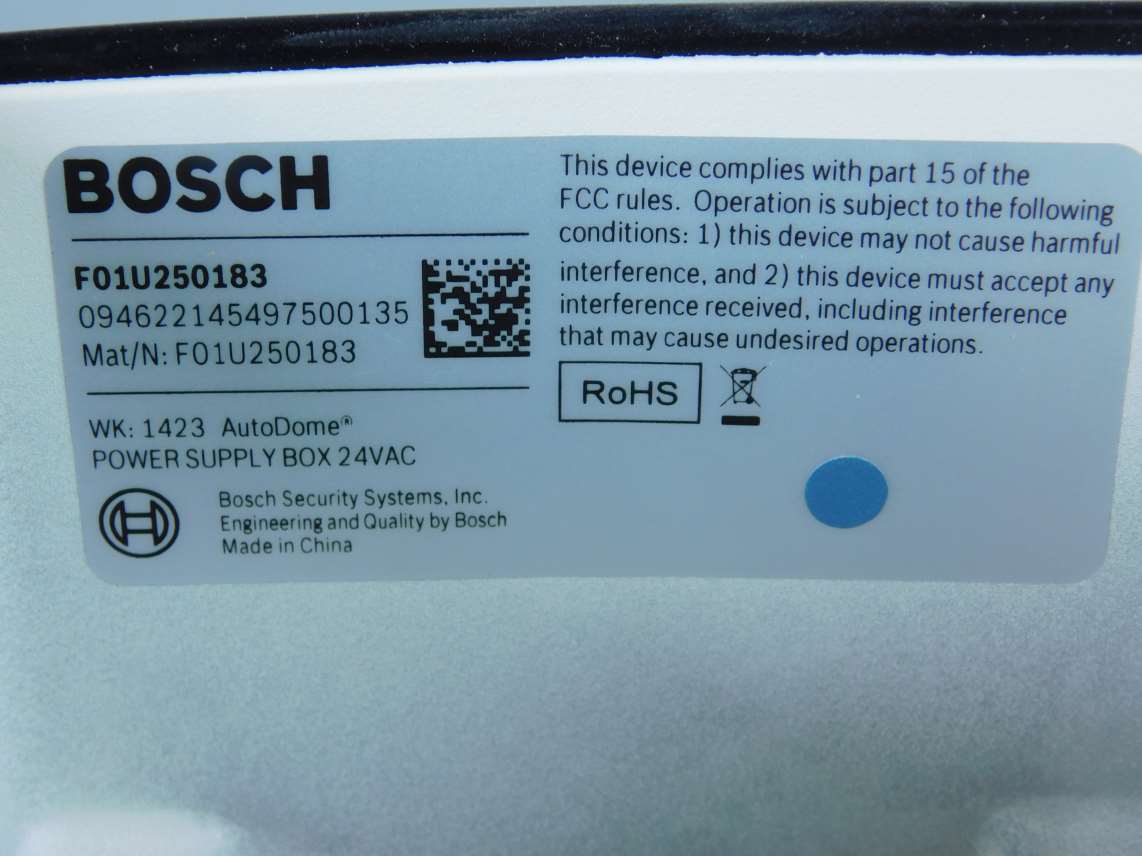 BOSCH
F01U250183
094622145497500135
Mat/N: F01U250183
WK: 1423 AutoDome®
POWER SUPPLY BOX 24VAC
Bosch Security Systems, Inc.
Engineering and Quality by Bosch
Made in China
This device complies with part 15 of the
FCC rules. Operation is subject to the following
conditions: 1) this device may not cause harmful
interference, and 2) this device must accept any
interference received, including interference
that may cause undesired operations.
RoHS